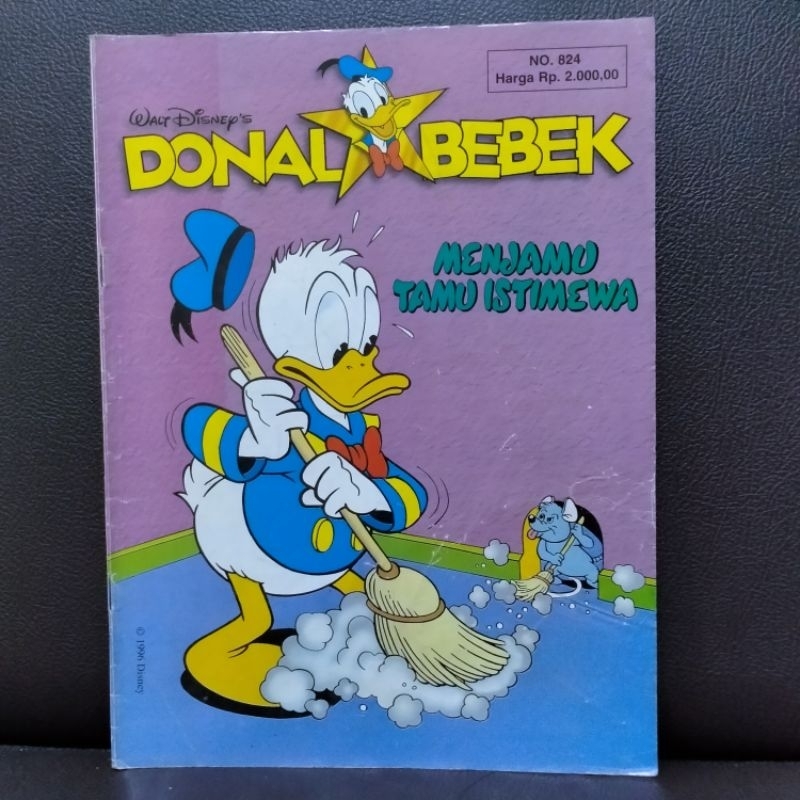 NO. 824
Harga Rp. 2.000,00
WALT DISNEY'S
DONAL BEBEK
MENJAMU
TAMU ISTIMEWA
© 1996 Disney